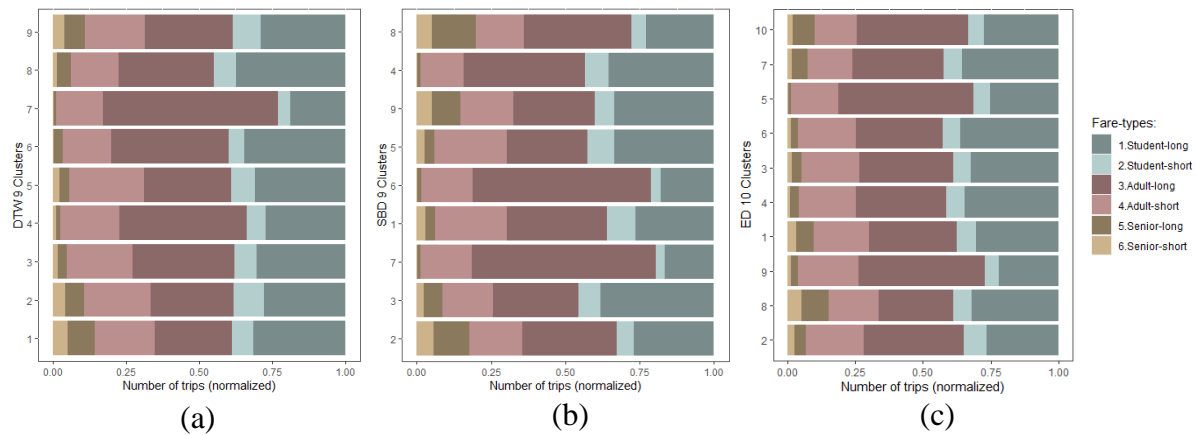 DTW 9 Clusters
9
8
7
6
5
4
3
2
1
0.00 0.25 0.50 0.75 1.00
Number of trips (normalized)
(a)
SBD 9 Clusters
8
4
9
5
6
1
7
3
2
0.00 0.25 0.50 0.75 1.00
Number of trips (normalized)
(b)
ED 10 Clusters
10
7
5
6
3
4
1
9
8
2
0.00 0.25 0.50 0.75 1.00
Number of trips (normalized)
(c)
Fare-types:
1.Student-long
2.Student-short
3.Adult-long
4.Adult-short
5.Senior-long
6.Senior-short